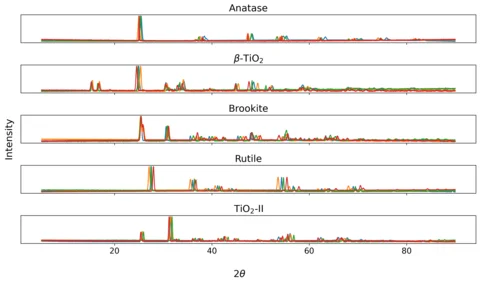 Anatase
β-TiO₂
Brookite
Rutile
TiO₂-II
Intensity
20 40 60 80
2θ